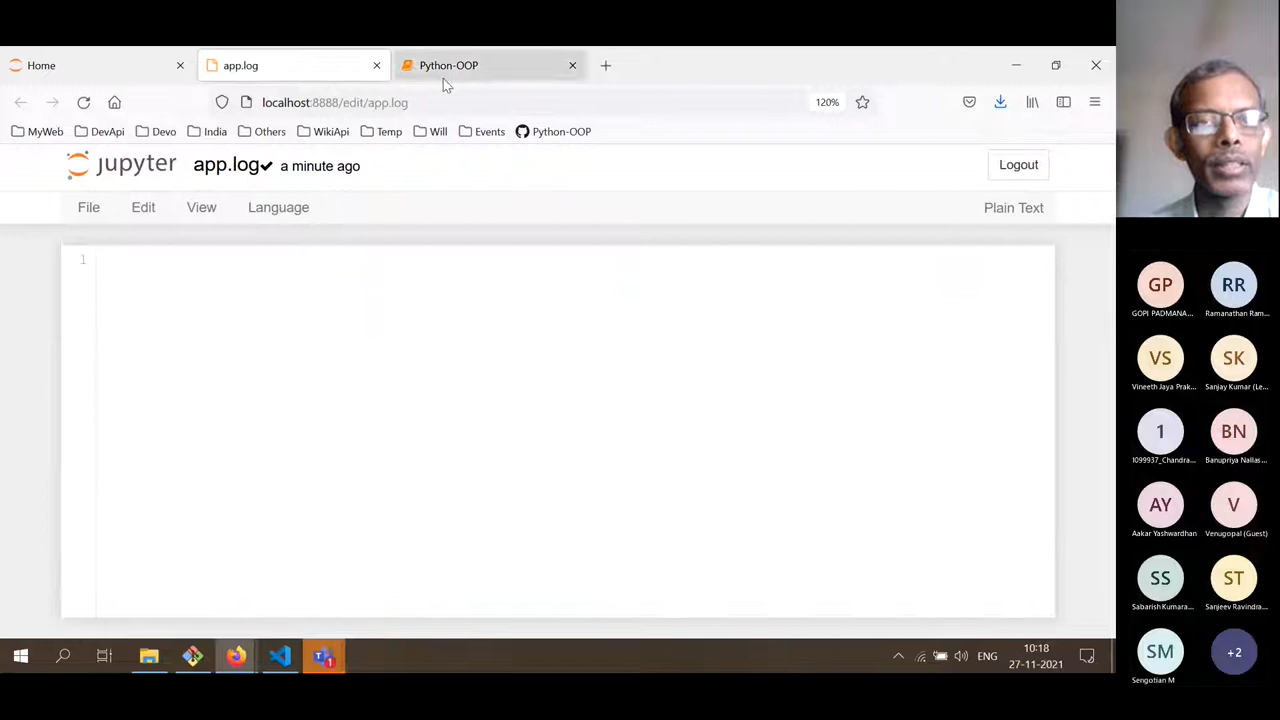 Home
app.log
Python-OOP
localhost:8888/edit/app.log
120%
MyWeb
DevApi
Devo
India
Others
WikiApi
Temp
Will
Events
Python-OOP
jupyter
app.log
a minute ago
Logout
File
Edit
View
Language
Plain Text
1
GP
RR
GOPI PADMANA...
Ramanathan Ram...
VS
SK
Vineeth Jaya Prak...
Sanjay Kumar (Le...
1
BN
1099937_Chandra...
Banupriya Nallas...
AY
V
Aakar Yashwardhan
Venugopal (Guest)
SS
ST
Sabarish Kumara...
Sanjeev Ravindra...
SM
+2
Sengotian M
1
ENG
10:18
27-11-2021